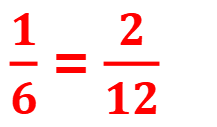 1/6 = 2/12